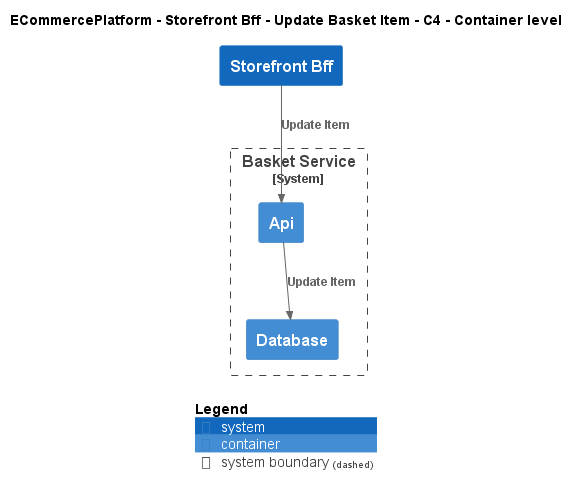 ECommercePlatform - Storefront Bff - Update Basket Item - C4 - Container level
Storefront Bff
Update Item
Basket Service
[System]
Api
Update Item
Database
Legend
system
container
system boundary (dashed)